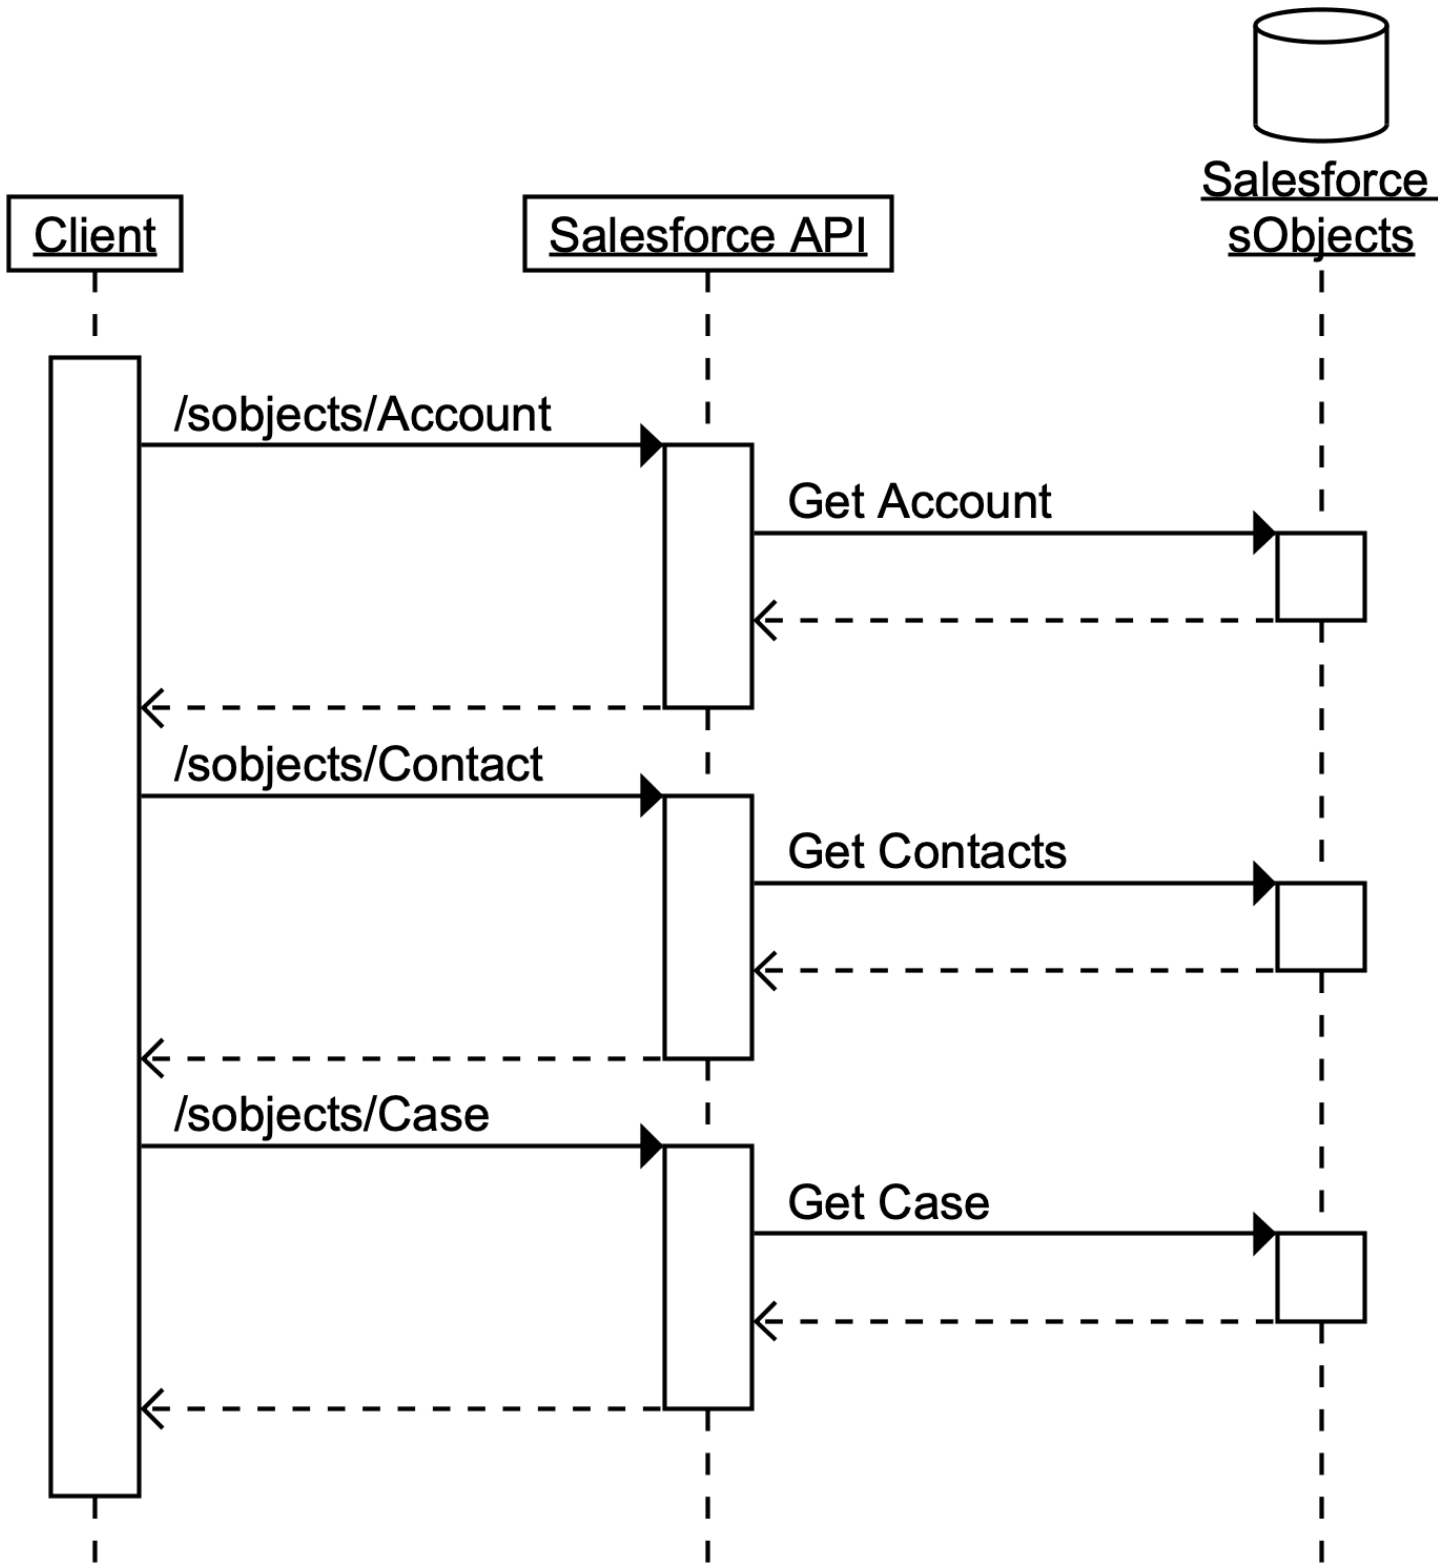 Salesforce
sObjects
Client
Salesforce API
/sobjects/Account
Get Account
/sobjects/Contact
Get Contacts
/sobjects/Case
Get Case